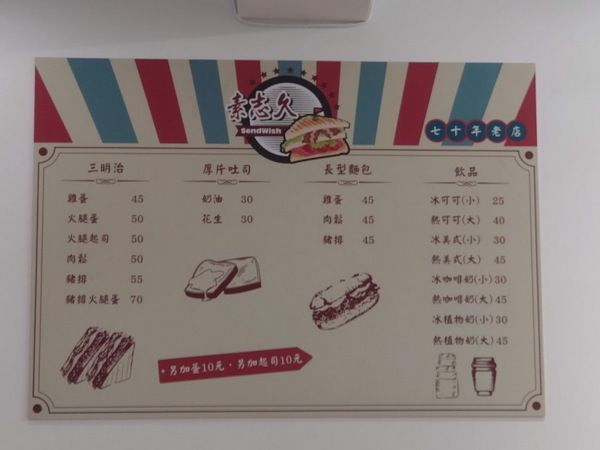 素志久
SendWish
七十年老店
三明治
雞蛋 45
火腿蛋 50
火腿起司 50
肉鬆 50
豬排 55
豬排火腿蛋 70
厚片吐司
奶油 30
花生 30
長型麵包
雞蛋 45
肉鬆 45
豬排 45
飲品
冰可可(小) 25
熱可可(大) 40
冰美式(小) 30
熱美式(大) 45
冰咖啡奶(小) 30
熱咖啡奶(大) 45
冰植物奶(小) 30
熱植物奶(大) 45
•另加蛋10元•另加起司10元